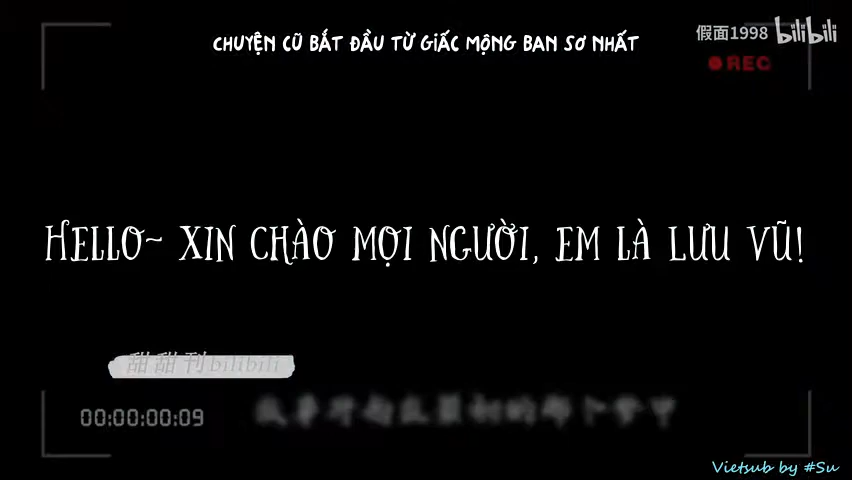 CHUYỆN CŨ BẮT ĐẦU TỪ GIẤC MỘNG BAN SƠ NHẤT
假面1998 bilibili
REC
HELLO~ XIN CHÀO MỌI NGƯỜI, EM LÀ LƯU VŨ!
甜甜刊bilibili
00:00:00:09
Vietsub by #Su